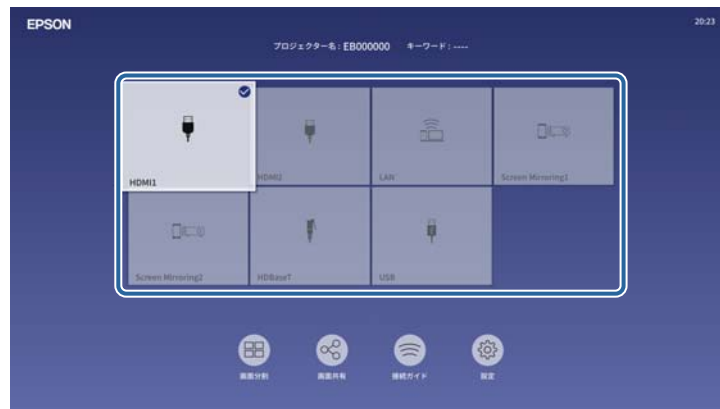 EPSON
20:23
プロジェクター名: EB000000 キーワード: ----
HDMI1
HDMI2
LAN
Screen Mirroring1
Screen Mirroring2
HDBaseT
USB
画面分割
画面共有
接続ガイド
設定